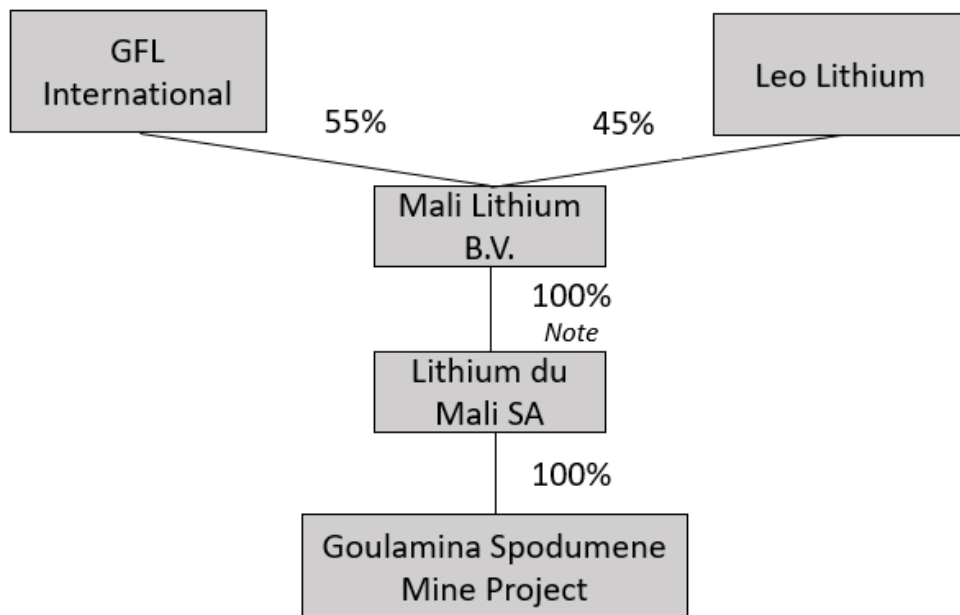 GFL
International
Leo Lithium
55%
45%
Mali Lithium
B.V.
100%
Note
Lithium du
Mali SA
100%
Goulamina Spodumene
Mine Project